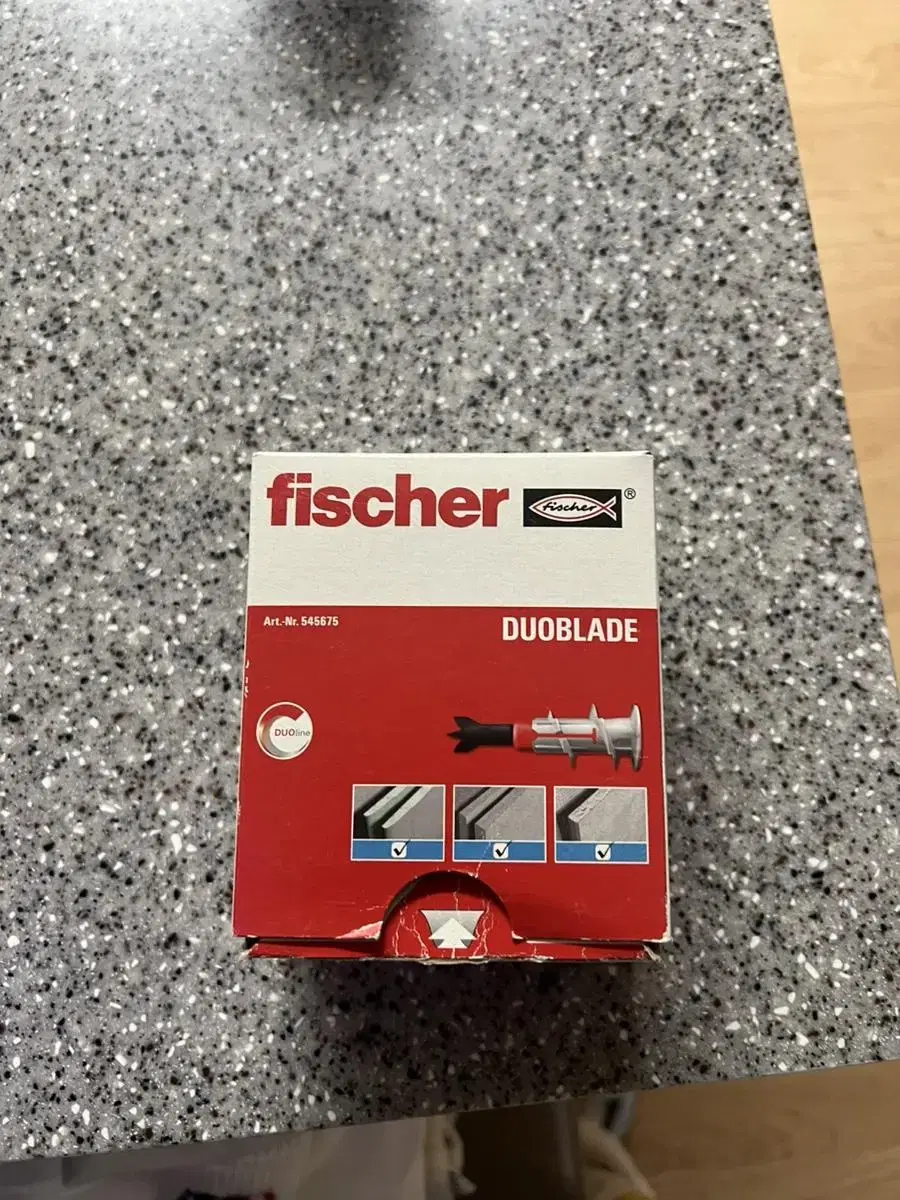 fischer
fischer ®
Art.-Nr. 545675
DUOBLADE
DUOline